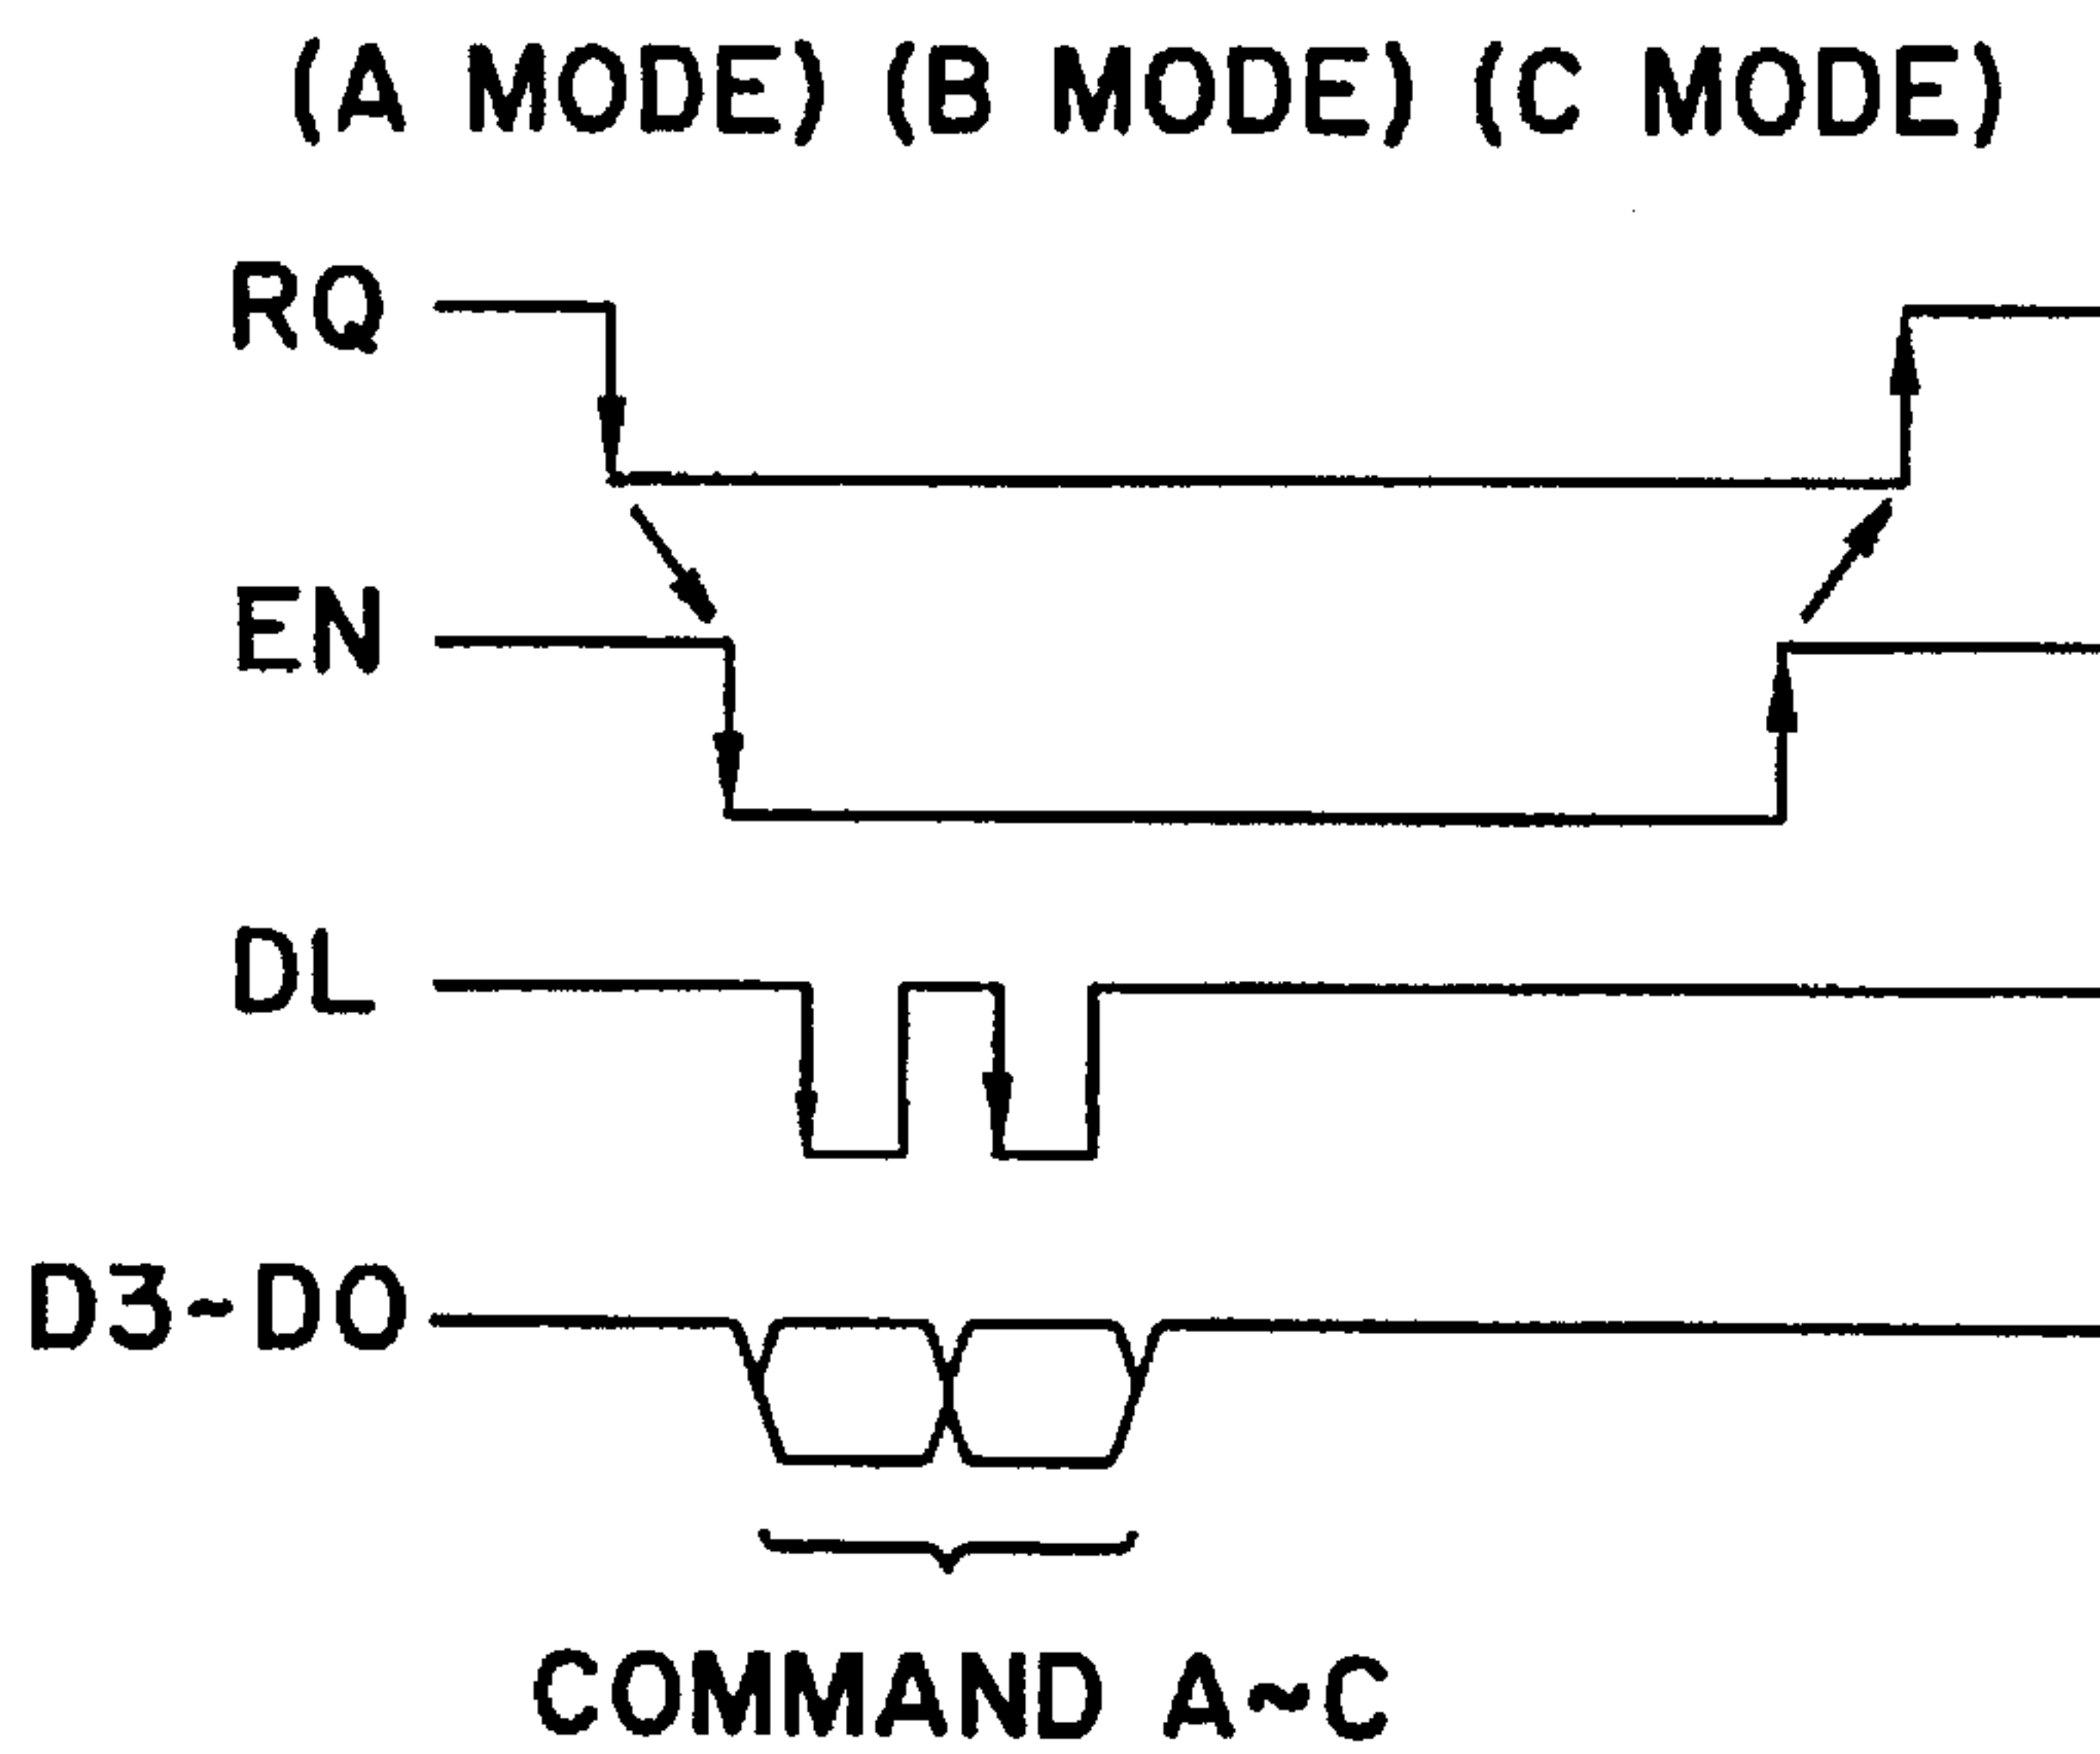 (A MODE) (B MODE) (C MODE)
RQ
EN
DL
D3~D0
COMMAND A~C